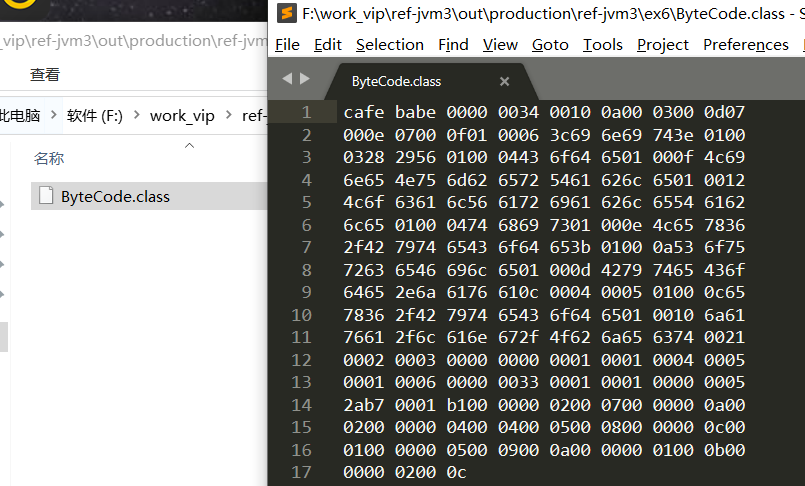 F:\work_vip\ref-jvm3\out\production\ref-jvm3\ex6\ByteCode.class - S
_vip\ref-jvm3\out\production\ref-jvm
File Edit Selection Find View Goto Tools Project Preferences
查看
ByteCode.class ×
此电脑 > 软件 (F:) > work_vip > ref-
名称
ByteCode.class
1 cafe babe 0000 0034 0010 0a00 0300 0d07
2 000e 0700 0f01 0006 3c69 6e69 743e 0100
3 0328 2956 0100 0443 6f64 6501 000f 4c69
4 6e65 4e75 6d62 6572 5461 626c 6501 0012
5 4c6f 6361 6c56 6172 6961 626c 6554 6162
6 6c65 0100 0474 6869 7301 000e 4c65 7836
7 2f42 7974 6543 6f64 653b 0100 0a53 6f75
8 7263 6546 696c 6501 000d 4279 7465 436f
9 6465 2e6a 6176 610c 0004 0005 0100 0c65
10 7836 2f42 7974 6543 6f64 6501 0010 6a61
11 7661 2f6c 616e 672f 4f62 6a65 6374 0021
12 0002 0003 0000 0000 0001 0001 0004 0005
13 0001 0006 0000 0033 0001 0001 0000 0005
14 2ab7 0001 b100 0000 0200 0700 0000 0a00
15 0200 0000 0400 0400 0500 0800 0000 0c00
16 0100 0000 0500 0900 0a00 0000 0100 0b00
17 0000 0200 0c